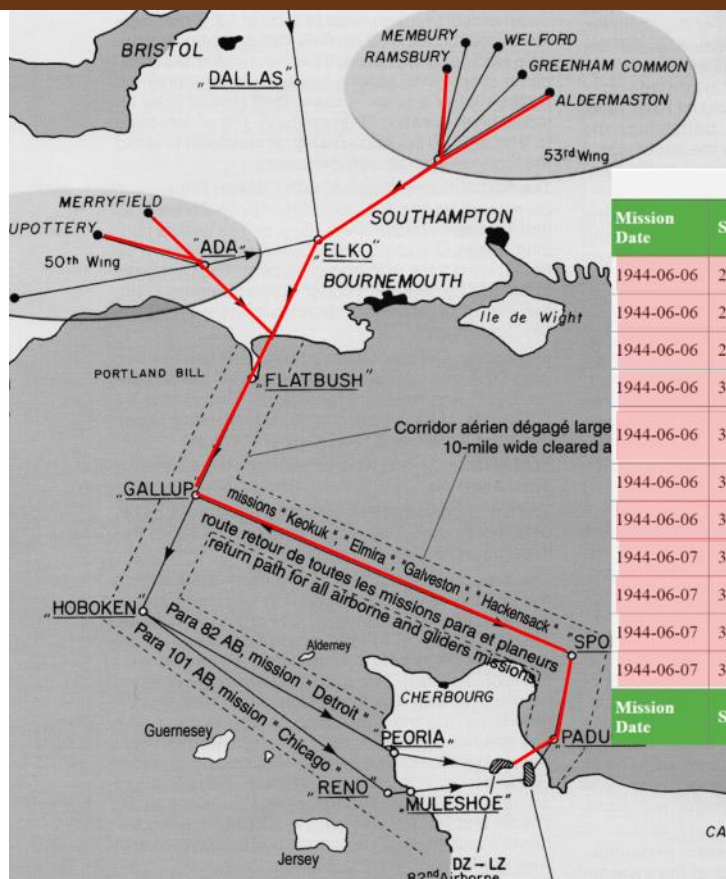 BRISTOL
„DALLAS"
MEMBURY
RAMSBURY
WELFORD
GREENHAM COMMON
ALDERMASTON
53rd Wing
MERRYFIELD
UPOTTERY
„ADA"
50th Wing
„ELKO"
SOUTHAMPTON
BOURNEMOUTH
Ile de Wight
PORTLAND BILL
„FLATBUSH"
Corridor aérien dégagé large
10-mile wide cleared a
„GALLUP"
missions "Keokuk", "Elmira", "Galveston", "Hackensack"
route retour de toutes les missions para et planeurs
return path for all airborne and gliders missions
"SPO
„HOBOKEN"
Para 82 AB, mission "Detroit"
Para 101 AB, mission "Chicago"
Alderney
CHERBOURG
Guernesey
„PEORIA"
„PADU
„RENO"
„MULESHOE"
Jersey
DZ – LZ
82nd Airborne
CA
Mission Date S
1944-06-06 2
1944-06-06 2
1944-06-06 2
1944-06-06 3
1944-06-06 3
1944-06-06 3
1944-06-06 3
1944-06-07 3
1944-06-07 3
1944-06-07 3
1944-06-07 3
Mission Date S